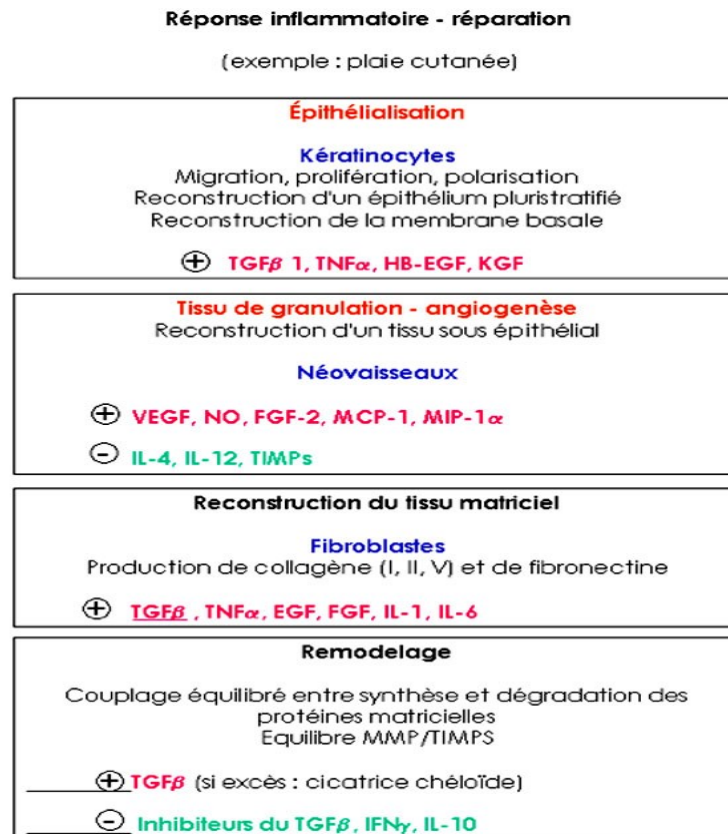 Réponse inflammatoire - réparation
(exemple : plaie cutanée)
Épithélialisation
Kératinocytes
Migration, prolifération, polarisation
Reconstruction d'un épithélium pluristratifié
Reconstruction de la membrane basale
⊕ TGFβ 1, TNFα, HB-EGF, KGF
Tissu de granulation - angiogenèse
Reconstruction d'un tissu sous épithélial
Néovaisseaux
⊕ VEGF, NO, FGF-2, MCP-1, MIP-1α
⊖ IL-4, IL-12, TIMPs
Reconstruction du tissu matriciel
Fibroblastes
Production de collagène (I, II, V) et de fibronectine
⊕ TGFβ , TNFα, EGF, FGF, IL-1, IL-6
Remodelage
Couplage équilibré entre synthèse et dégradation des
protéines matricielles
Equilibre MMP/TIMPS
⊕ TGFβ (si excès : cicatrice chéloïde)
⊖ Inhibiteurs du TGFβ, IFNγ, IL-10